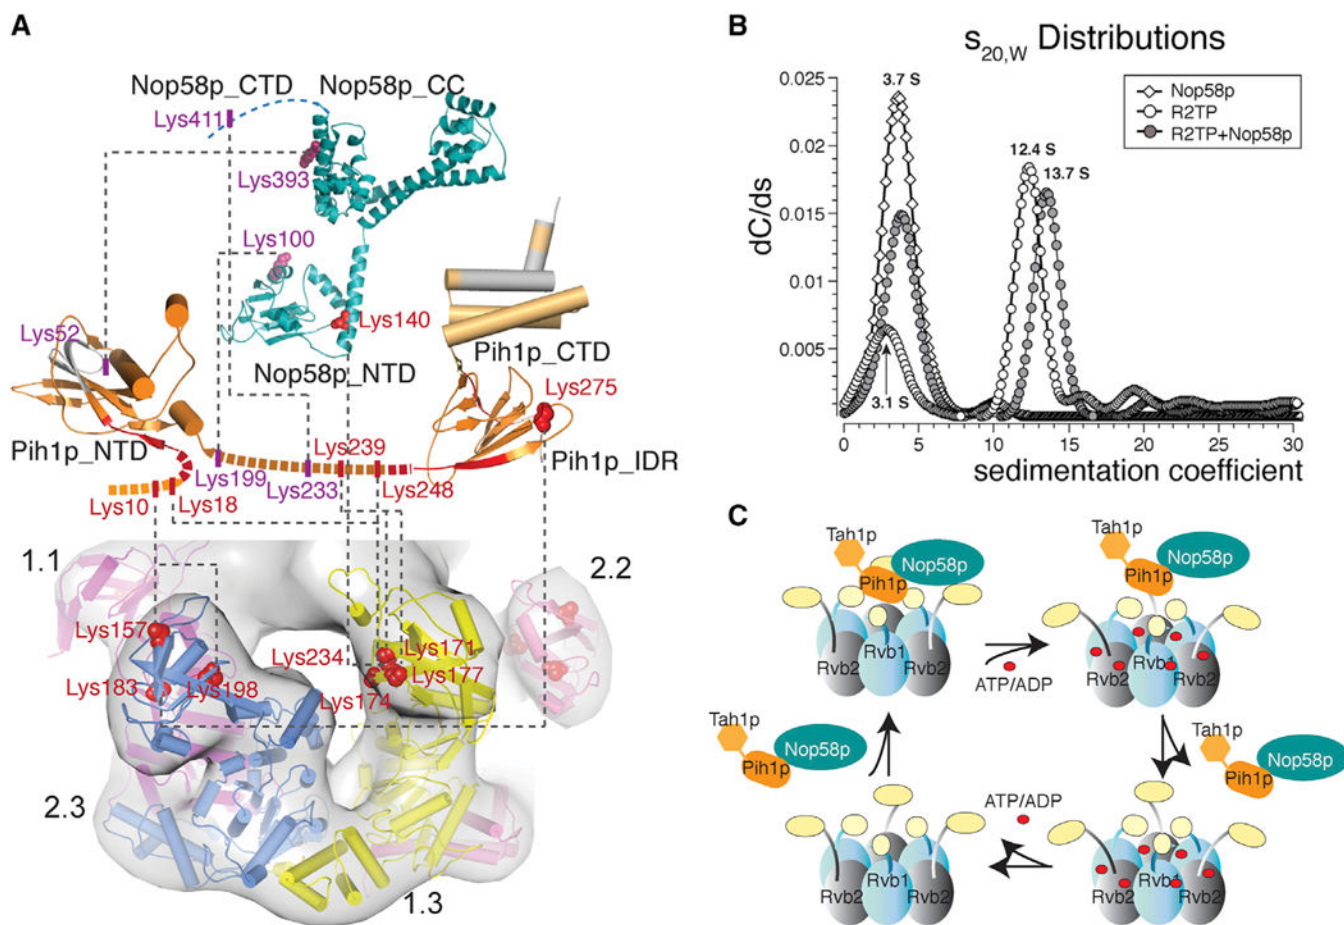 A
Nop58p_CTD
Nop58p_CC
Lys411
Lys393
Lys100
Lys52
Lys140
Pih1p_CTD
Nop58p_NTD
Lys275
Pih1p_NTD
Lys239
Pih1p_IDR
Lys199
Lys233
Lys248
Lys10
Lys18
1.1
2.2
Lys157
Lys234
Lys171
Lys183
Lys198
Lys174
Lys177
2.3
1.3
B
s20,W Distributions
0.025
0.020
0.015
0.010
0.005
dC/ds
3.7 S
12.4 S
13.7 S
3.1 S
Nop58p
R2TP
R2TP+Nop58p
0 5 10 15 20 25 30
sedimentation coefficient
C
Tah1p
Pih1p
Nop58p
Rvb2
Rvb1
Rvb2
ATP/ADP
Tah1p
Pih1p
Nop58p
Rvb2
Rvb1
Rvb2
Tah1p
Pih1p
Nop58p
Tah1p
Pih1p
Nop58p
Rvb2
Rvb1
Rvb2
ATP/ADP
Rvb2
Rvb1
Rvb2